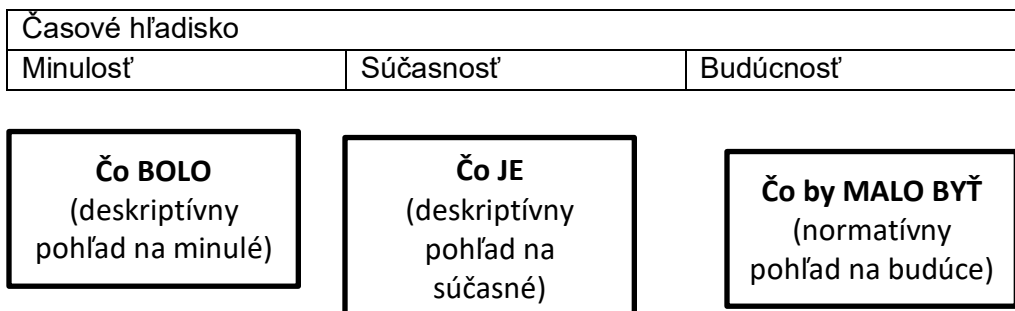 Časové hľadisko
Minulosť Súčasnosť Budúcnosť
Čo BOLO
(deskriptívny
pohľad na minulé)
Čo JE
(deskriptívny
pohľad na
súčasné)
Čo by MALO BYŤ
(normatívny
pohľad na budúce)